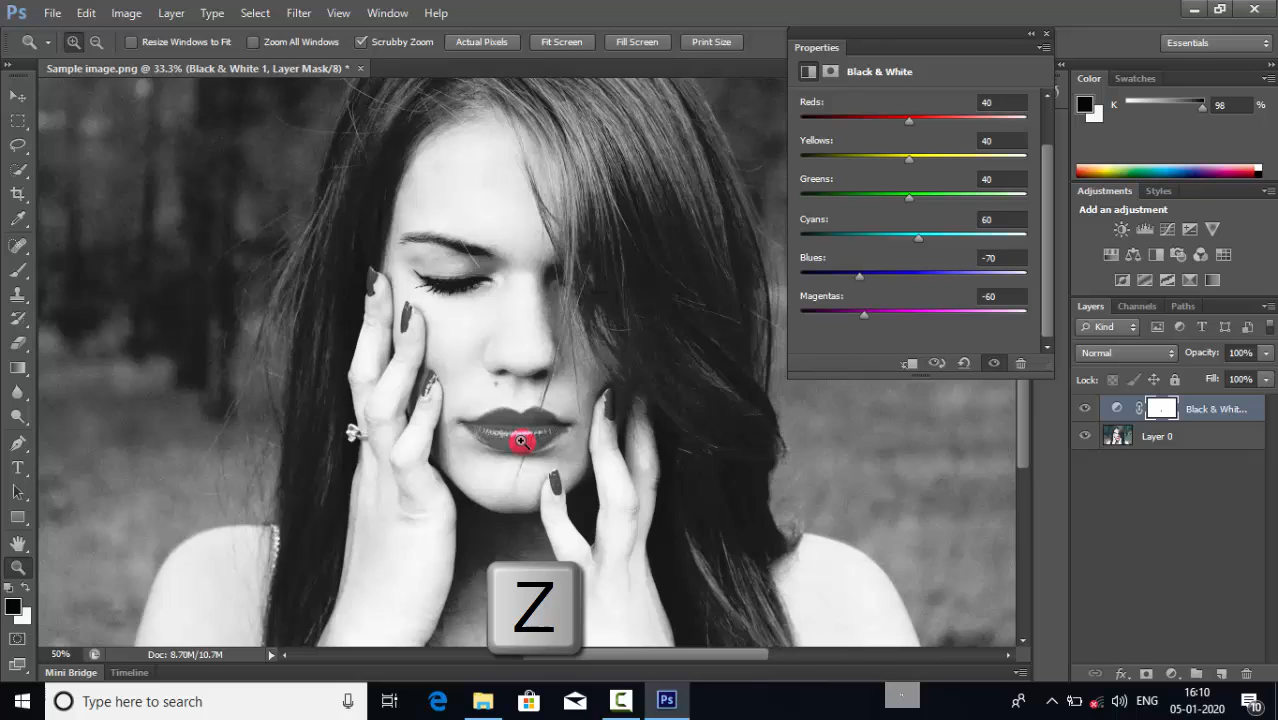 Ps File Edit Image Layer Type Select Filter View Window Help
Resize Windows to Fit Zoom All Windows Scrubby Zoom Actual Pixels Fit Screen Fill Screen Print Size Essentials
Sample image.png @ 33.3% (Black & White 1, Layer Mask/8) * ×
Properties
Black & White
Reds: 40
Yellows: 40
Greens: 40
Cyans: 60
Blues: -70
Magentas: -60
Color Swatches
K 98 %
Adjustments Styles
Add an adjustment
Layers Channels Paths
Kind
Normal Opacity: 100%
Lock: Fill: 100%
Black & Whit...
Layer 0
Z
50% Doc: 8.70M/10.7M
Mini Bridge Timeline
Type here to search
Ps
ENG
16:10
05-01-2020
10